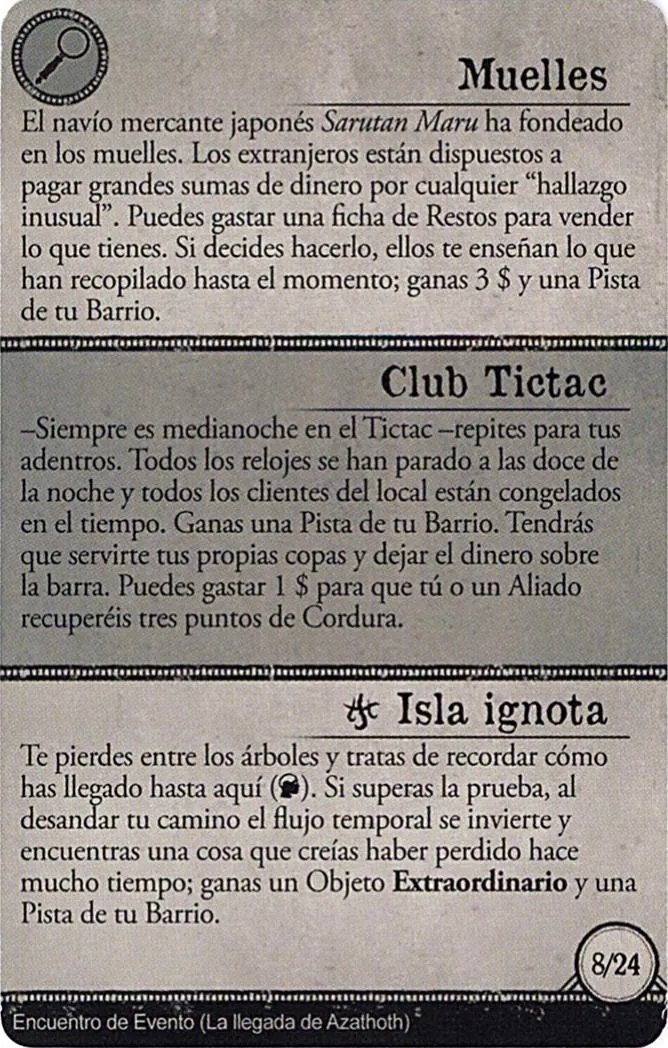 Muelles
El navío mercante japonés Sarutan Maru ha fondeado
en los muelles. Los extranjeros están dispuestos a
pagar grandes sumas de dinero por cualquier “hallazgo
inusual”. Puedes gastar una ficha de Restos para vender
lo que tienes. Si decides hacerlo, ellos te enseñan lo que
han recopilado hasta el momento; ganas 3 $ y una Pista
de tu Barrio.
Club Tictac
–Siempre es medianoche en el Tictac –repites para tus
adentros. Todos los relojes se han parado a las doce de
la noche y todos los clientes del local están congelados
en el tiempo. Ganas una Pista de tu Barrio. Tendrás
que servirte tus propias copas y dejar el dinero sobre
la barra. Puedes gastar 1 $ para que tú o un Aliado
recuperéis tres puntos de Cordura.
Isla ignota
Te pierdes entre los árboles y tratas de recordar cómo
has llegado hasta aquí (). Si superas la prueba, al
desandar tu camino el flujo temporal se invierte y
encuentras una cosa que creías haber perdido hace
mucho tiempo; ganas un Objeto Extraordinario y una
Pista de tu Barrio.
8/24
Encuentro de Evento (La llegada de Azathoth)